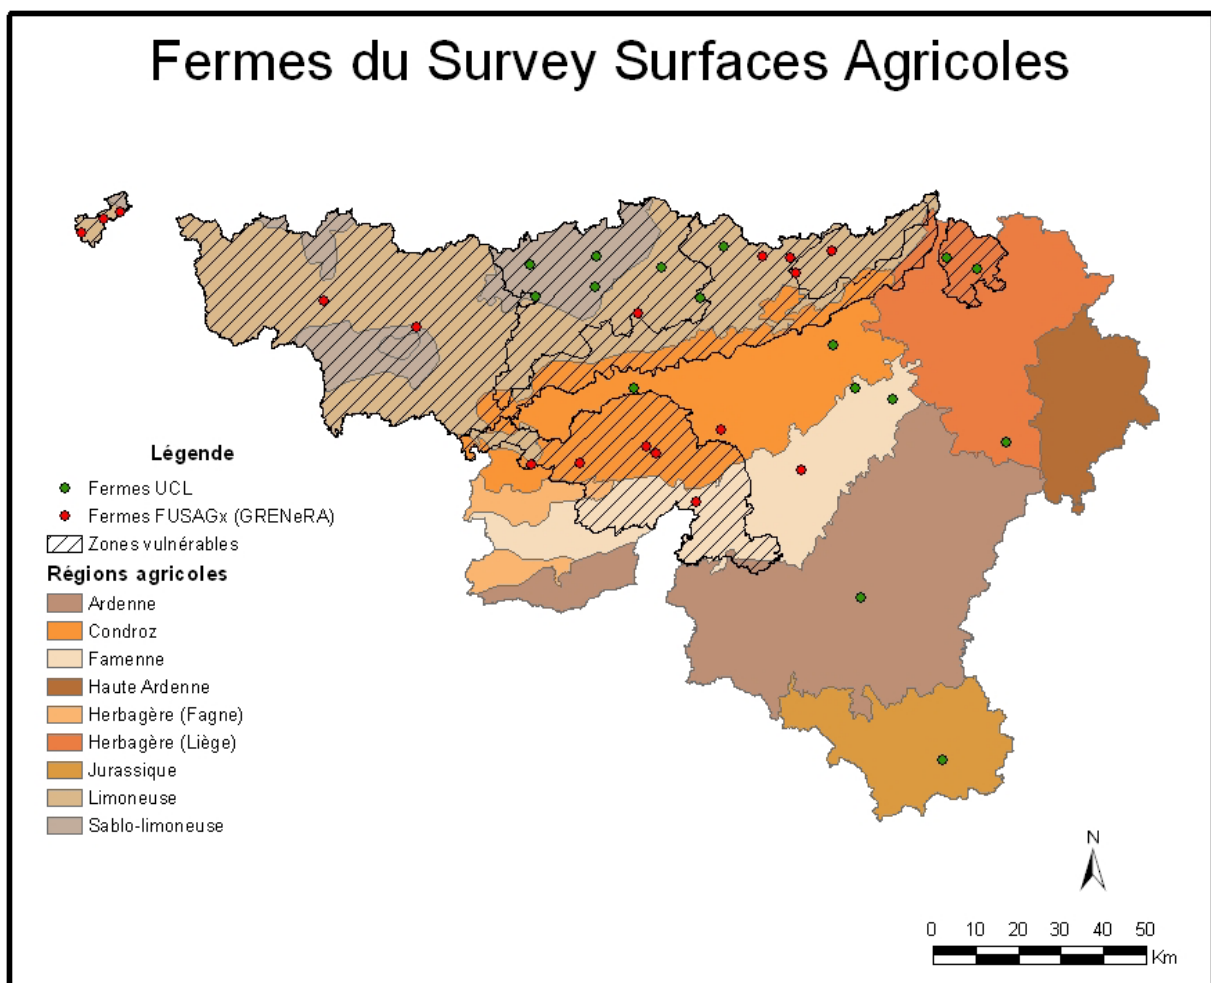 Fermes du Survey Surfaces Agricoles
Légende
Fermes UCL
Fermes FUSAGx (GRENeRA)
Zones vulnérables
Régions agricoles
Ardenne
Condroz
Famenne
Haute Ardenne
Herbagère (Fagne)
Herbagère (Liège)
Jurassique
Limoneuse
Sablo-limoneuse
N
0 10 20 30 40 50
Km